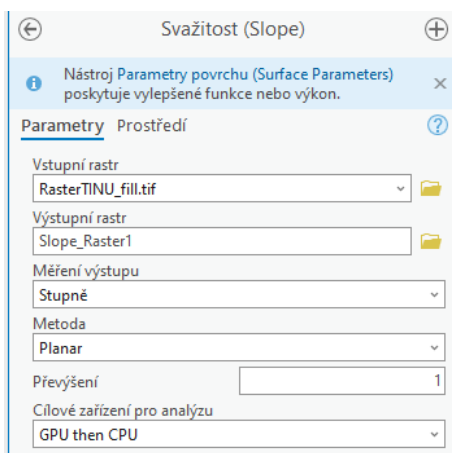 Svažitost (Slope)
Nástroj Parametry povrchu (Surface Parameters)
poskytuje vylepšené funkce nebo výkon.
Parametry Prostředí
Vstupní rastr
RasterTINU_fill.tif
Výstupní rastr
Slope_Raster1
Měření výstupu
Stupně
Metoda
Planar
Převýšení 1
Cílové zařízení pro analýzu
GPU then CPU